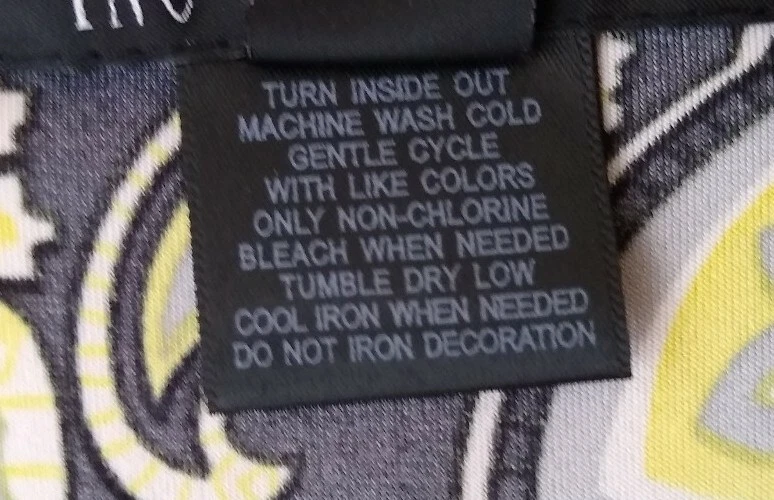 TURN INSIDE OUT
MACHINE WASH COLD
GENTLE CYCLE
WITH LIKE COLORS
ONLY NON-CHLORINE
BLEACH WHEN NEEDED
TUMBLE DRY LOW
COOL IRON WHEN NEEDED
DO NOT IRON DECORATION